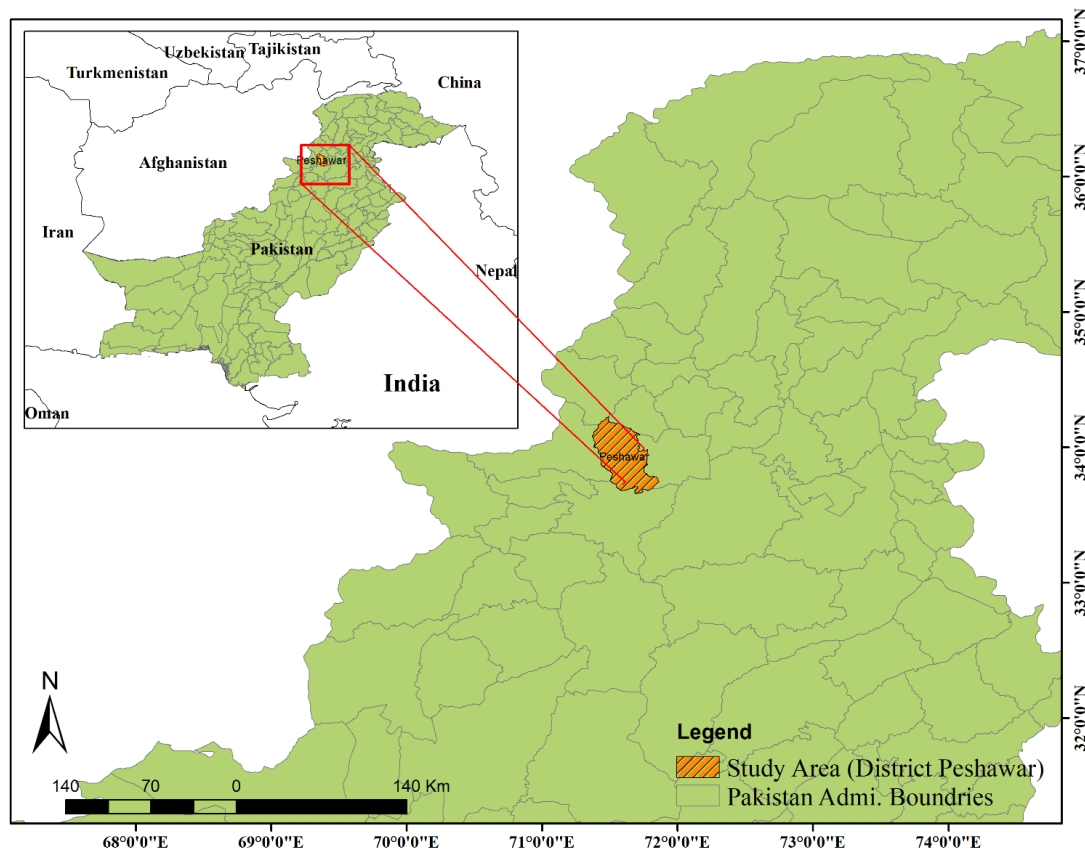 Uzbekistan
Tajikistan
Turkmenistan
China
Afghanistan
Peshawar
Iran
Pakistan
Nepal
India
Oman
Peshawar
N
140 70 0 140 Km
Legend
Study Area (District Peshawar)
Pakistan Admi. Boundries
37°0'0"N
36°0'0"N
35°0'0"N
34°0'0"N
33°0'0"N
32°0'0"N
68°0'0"E 69°0'0"E 70°0'0"E 71°0'0"E 72°0'0"E 73°0'0"E 74°0'0"E